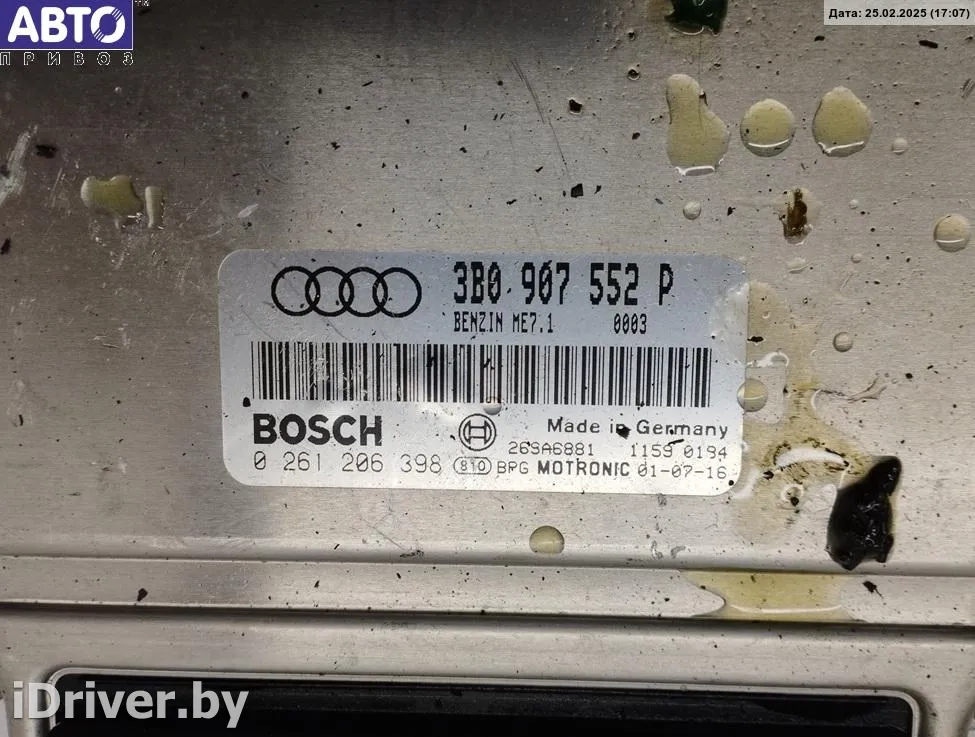 АВТО
ПРИВОЗ
Дата: 25.02.2025 (17:07)
3B0 907 552 P
BENZIN ME7.1 0003
BOSCH Made in Germany
269A6881 1159 0194
0 261 206 398 810 BPG MOTRONIC 01-07-16
iDriver.by